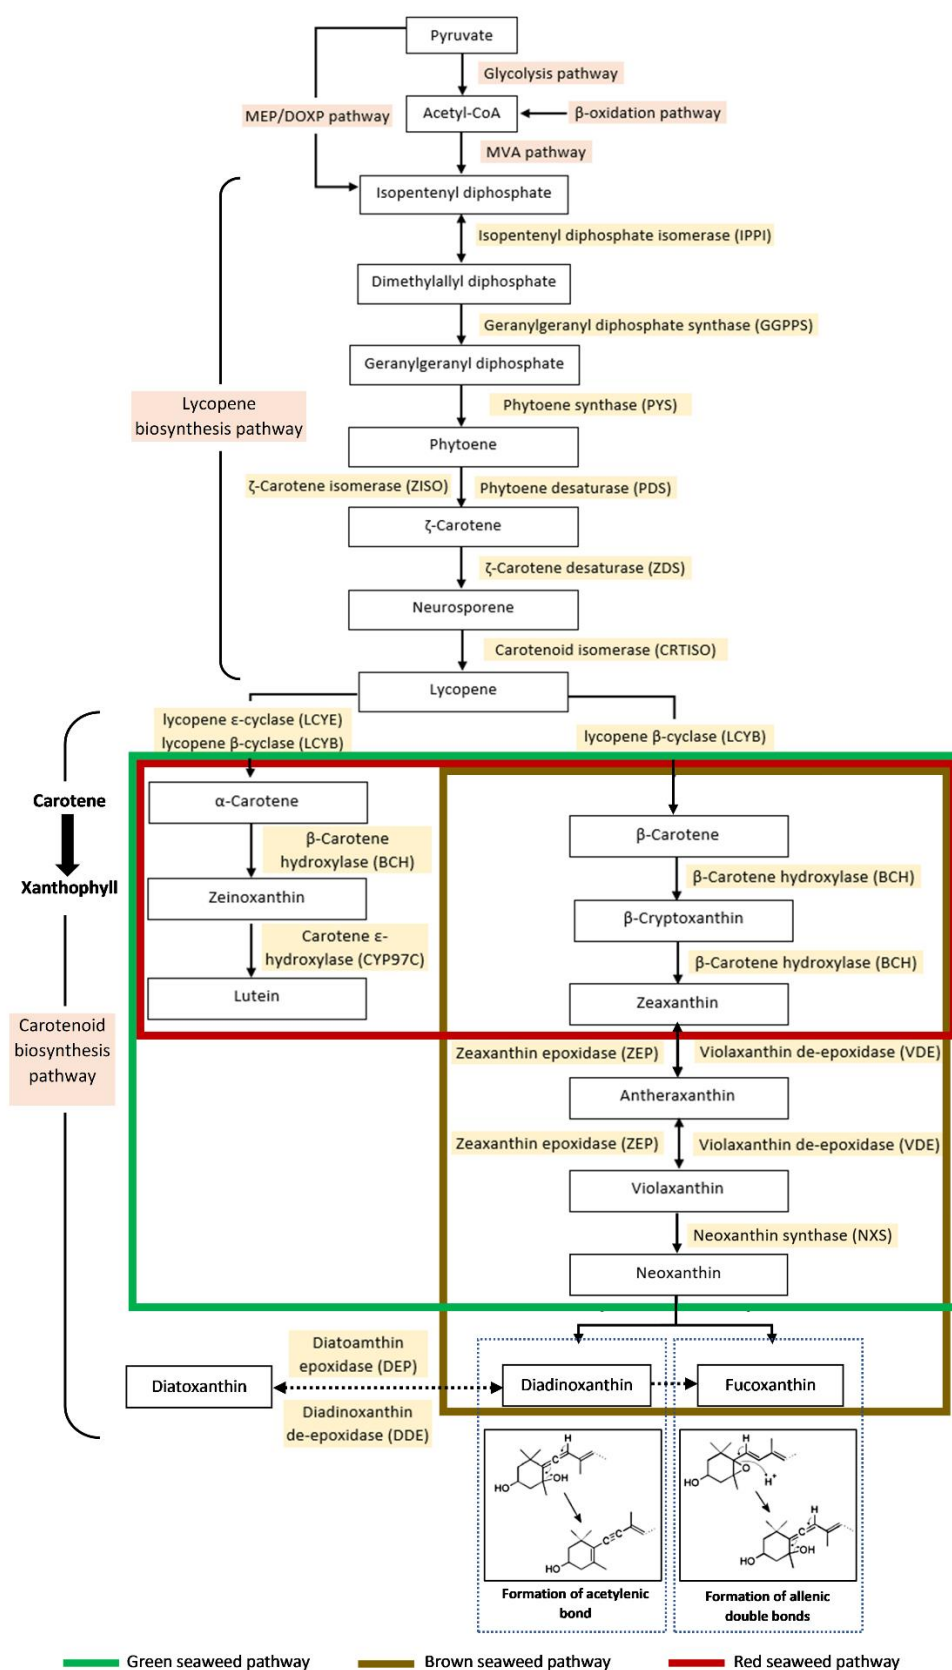 Pyruvate
Glycolysis pathway
MEP/DOXP pathway
Acetyl-CoA
β-oxidation pathway
MVA pathway
Isopentenyl diphosphate
Isopentenyl diphosphate isomerase (IPPI)
Dimethylallyl diphosphate
Geranylgeranyl diphosphate synthase (GGPPS)
Geranylgeranyl diphosphate
Lycopene
biosynthesis pathway
Phytoene synthase (PYS)
Phytoene
ζ-Carotene isomerase (ZISO)
Phytoene desaturase (PDS)
ζ-Carotene
ζ-Carotene desaturase (ZDS)
Neurosporene
Carotenoid isomerase (CRTISO)
Lycopene
lycopene ε-cyclase (LCYE)
lycopene β-cyclase (LCYB)
lycopene β-cyclase (LCYB)
Carotene
Xanthophyll
Carotenoid
biosynthesis
pathway
α-Carotene
β-Carotene
hydroxylase (BCH)
Zeinoxanthin
Carotene ε-
hydroxylase (CYP97C)
Lutein
β-Carotene
β-Carotene hydroxylase (BCH)
β-Cryptoxanthin
β-Carotene hydroxylase (BCH)
Zeaxanthin
Zeaxanthin epoxidase (ZEP)
Violaxanthin de-epoxidase (VDE)
Antheraxanthin
Zeaxanthin epoxidase (ZEP)
Violaxanthin de-epoxidase (VDE)
Violaxanthin
Neoxanthin synthase (NXS)
Neoxanthin
Diatoamthin
epoxidase (DEP)
Diatoxanthin
Diadinoxanthin
de-epoxidase (DDE)
Diadinoxanthin
Fucoxanthin
H
C
OH
HO
C
C
HO
Formation of acetylenic
bond
H
O
H+
HO
H
C
OH
HO
Formation of allenic
double bonds
Green seaweed pathway
Brown seaweed pathway
Red seaweed pathway